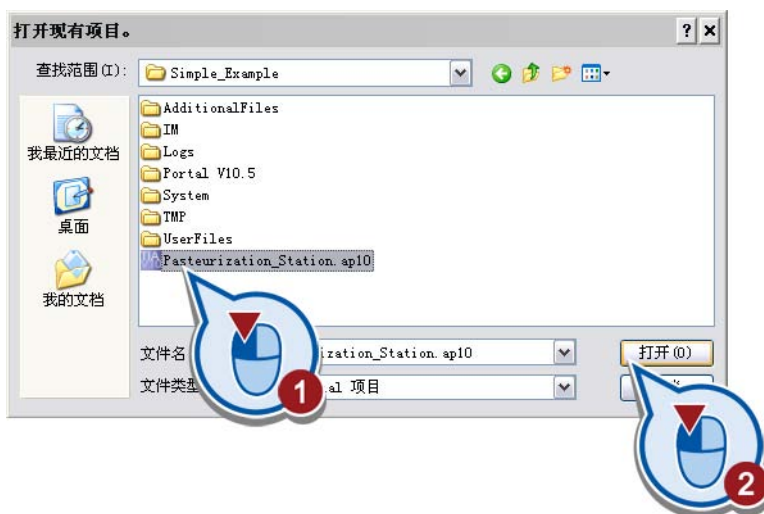 打开现有项目。
查找范围(I): Simple_Example
AdditionalFiles
IM
Logs
Portal V10.5
System
TMP
UserFiles
Pasteurization_Station.ap10
我最近的文档
桌面
我的文档
文件名 ization_Station.ap10 打开(O)
文件类型 al 项目
1
2